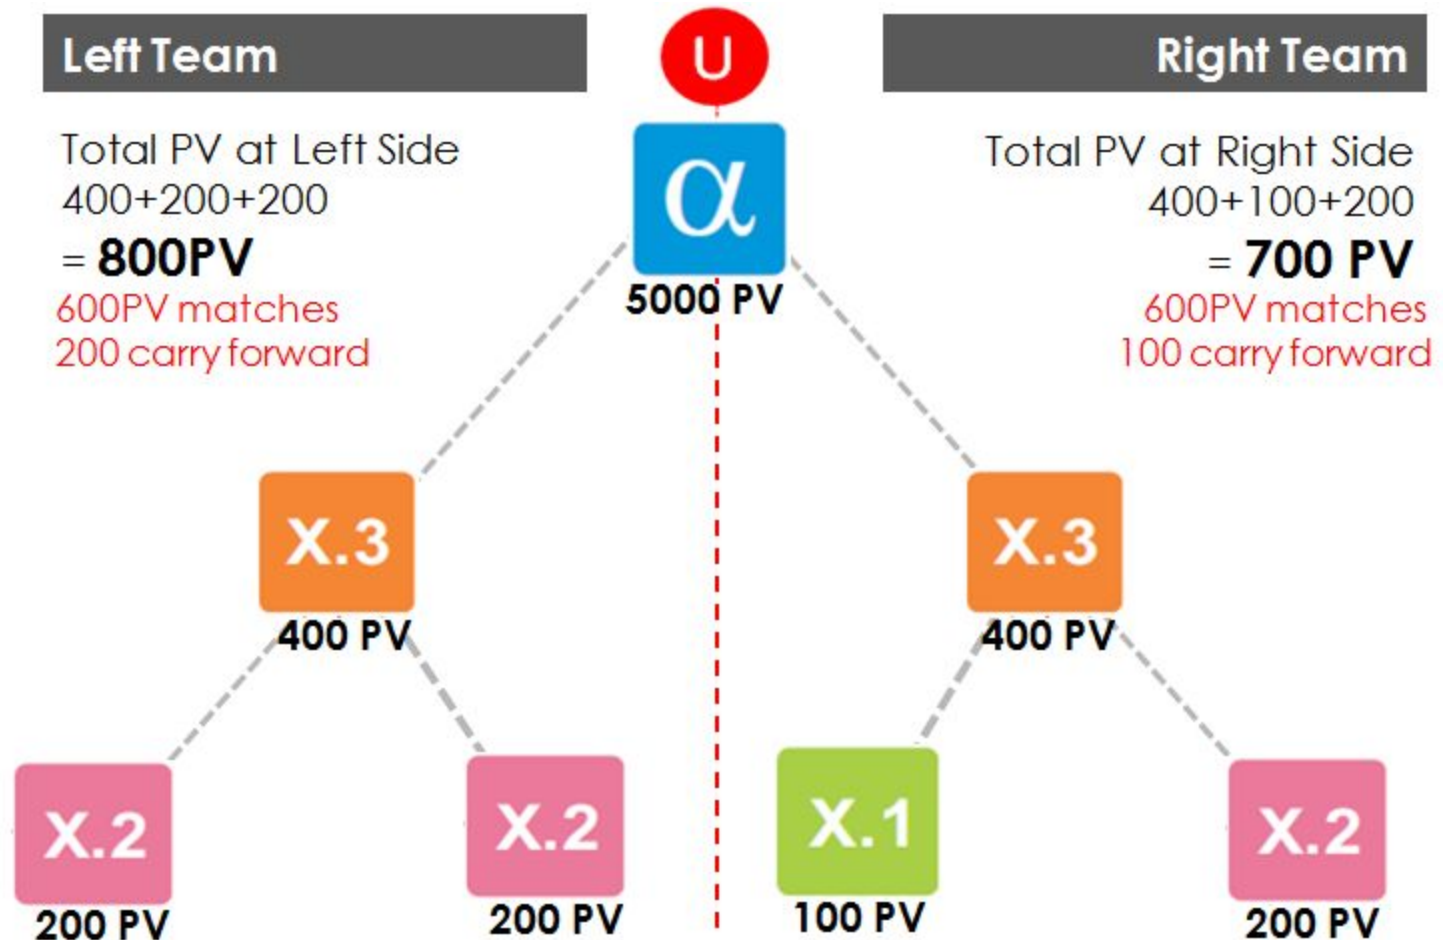 Left Team
U
Right Team
Total PV at Left Side
400+200+200
= 800PV
600PV matches
200 carry forward
α
5000 PV
Total PV at Right Side
400+100+200
= 700 PV
600PV matches
100 carry forward
X.3
400 PV
X.3
400 PV
X.2
200 PV
X.2
200 PV
X.1
100 PV
X.2
200 PV